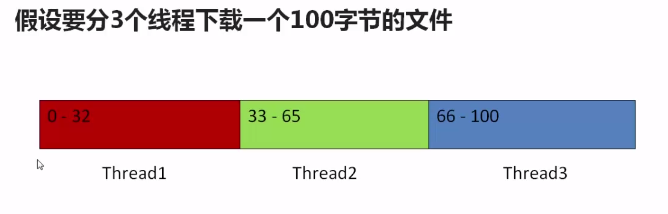 假设要分3个线程下载一个100字节的文件
0 - 32 33 - 65 66 - 100
Thread1 Thread2 Thread3